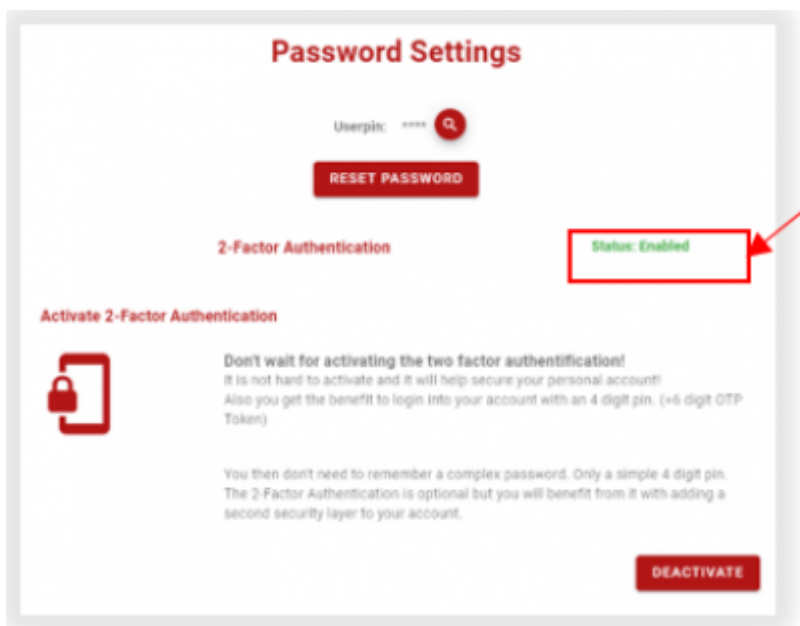 Password Settings
Userpin: ****
RESET PASSWORD
2-Factor Authentication
Status: Enabled
Activate 2-Factor Authentication
Don't wait for activating the two factor authentification!
It is not hard to activate and it will help secure your personal account!
Also you get the benefit to login into your account with an 4 digit pin. (+6 digit OTP
Token)
You then don't need to remember a complex password. Only a simple 4 digit pin.
The 2-Factor Authentication is optional but you will benefit from it with adding a
second security layer to your account.
DEACTIVATE